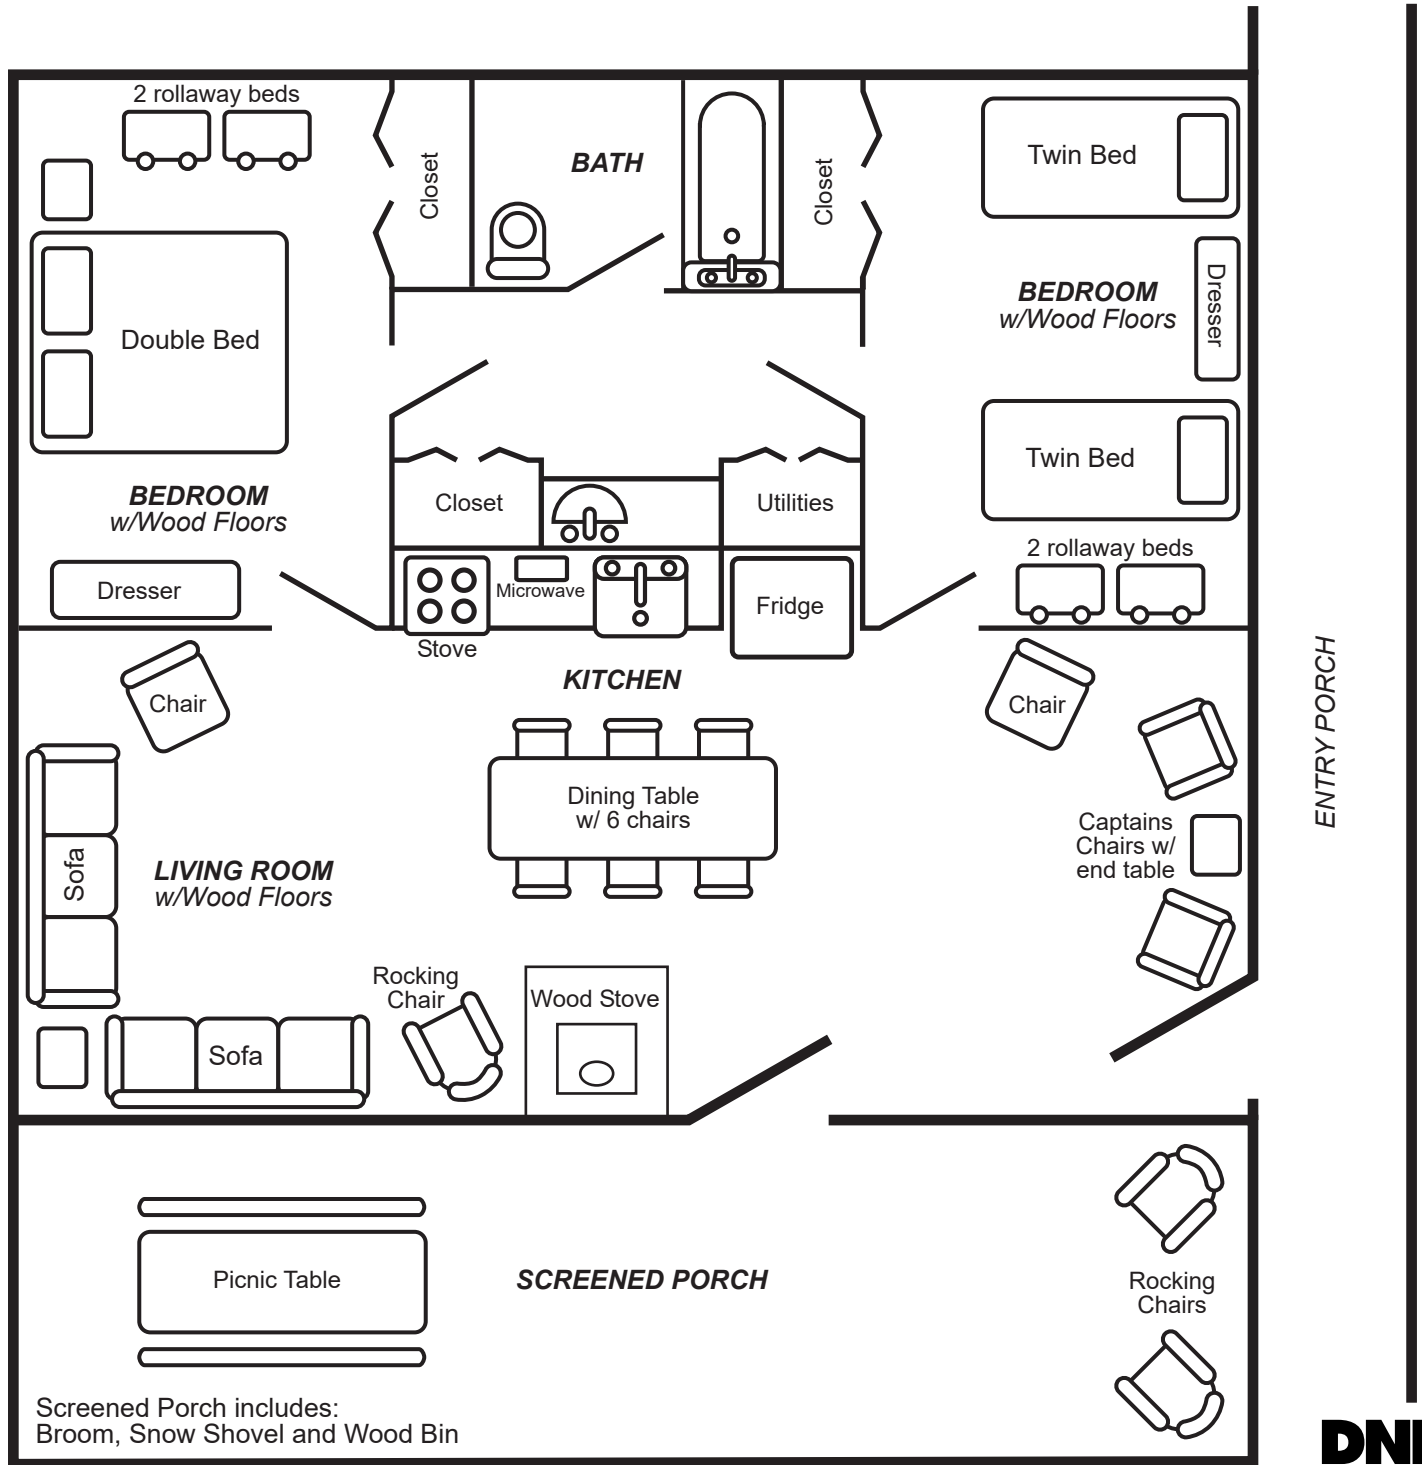 2 rollaway beds
Closet
BATH
Closet
Twin Bed
Double Bed
BEDROOM
w/Wood Floors
Dresser
Twin Bed
BEDROOM
w/Wood Floors
Closet
Utilities
2 rollaway beds
Dresser
Microwave
Fridge
Stove
KITCHEN
Chair
Chair
ENTRY PORCH
Dining Table
w/ 6 chairs
Captains
Chairs w/
end table
Sofa
LIVING ROOM
w/Wood Floors
Rocking
Chair
Wood Stove
Sofa
Picnic Table
SCREENED PORCH
Rocking
Chairs
Screened Porch includes:
Broom, Snow Shovel and Wood Bin